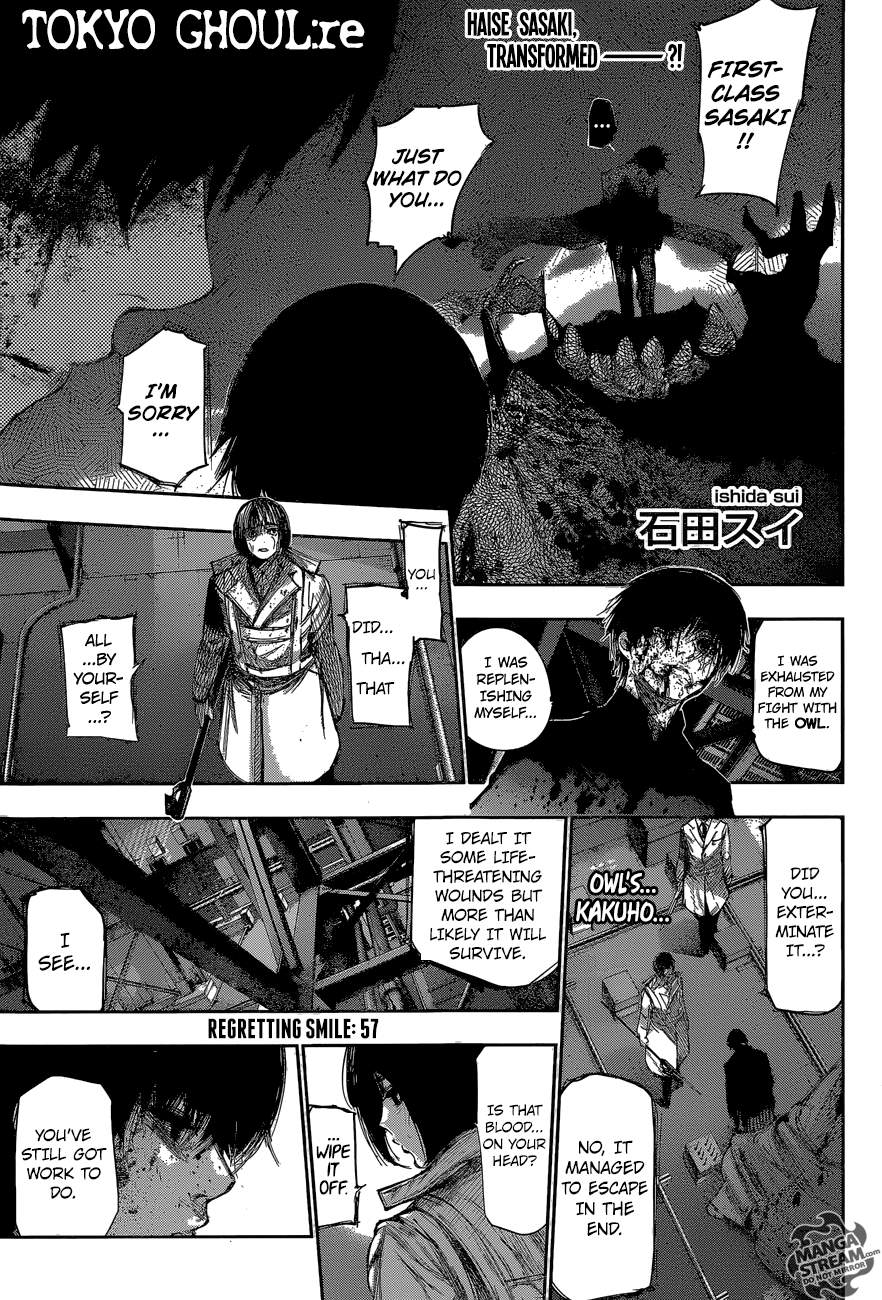 TOKYO GHOUL:re
HAISE SASAKI,
TRANSFORMED ——?!
FIRST-
CLASS
SASAKI
!!
...
JUST
WHAT DO
YOU...
I'M
SORRY
...
ishida sui
石田スイ
I WAS
EXHAUSTED
FROM MY
FIGHT WITH
THE OWL.
I WAS
REPLEN-
ISHING
MYSELF...
YOU
...
DID...
THA...
THAT
ALL
...BY
YOUR-
SELF
...?
DID
YOU...
EXTER-
MINATE
IT...?
OWL'S...
KAKUHO...
NO, IT
MANAGED
TO ESCAPE
IN THE
END.
I DEALT IT
SOME LIFE-
THREATENING
WOUNDS BUT
MORE THAN
LIKELY IT WILL
SURVIVE.
I
SEE...
REGRETTING SMILE: 57
IS THAT
BLOOD...
ON YOUR
HEAD?
...
WIPE
IT
OFF.
YOU'VE
STILL GOT
WORK TO
DO.
MANGA
STREAM.com
DO NOT MIRROR!